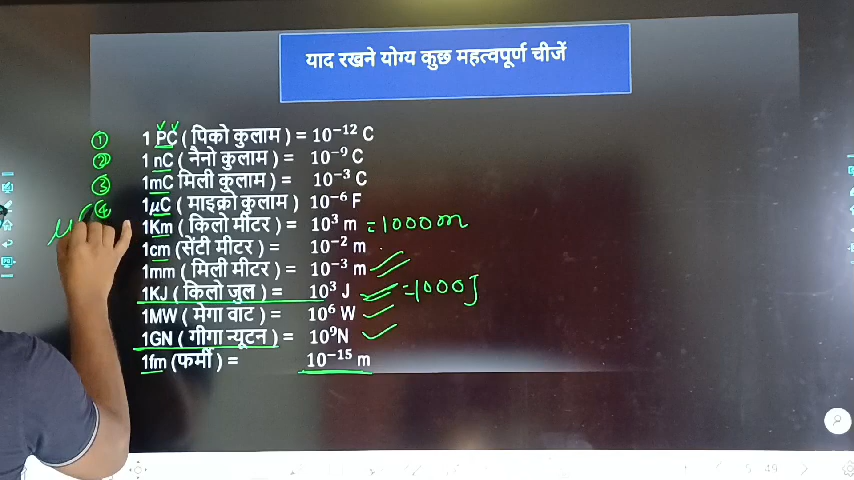 याद रखने योग्य कुछ महत्वपूर्ण चीजें
① 1 PC ( पिको कुलाम ) = 10⁻¹² C
② 1 nC ( नैनो कुलाम ) = 10⁻⁹ C
③ 1mC मिली कुलाम ) = 10⁻³ C
④ 1μC ( माइक्रो कुलाम ) 10⁻⁶ F
μ
1Km ( किलो मीटर ) = 10³ m =1000m
1cm (सेंटी मीटर ) = 10⁻² m
1mm ( मिली मीटर ) = 10⁻³ m
1KJ ( किलो जुल ) = 10³ J =1000J
1MW ( मेगा वाट ) = 10⁶ W
1GN ( गीगा न्यूटन ) = 10⁹N
1fm (फर्मी ) = 10⁻¹⁵ m
5 49